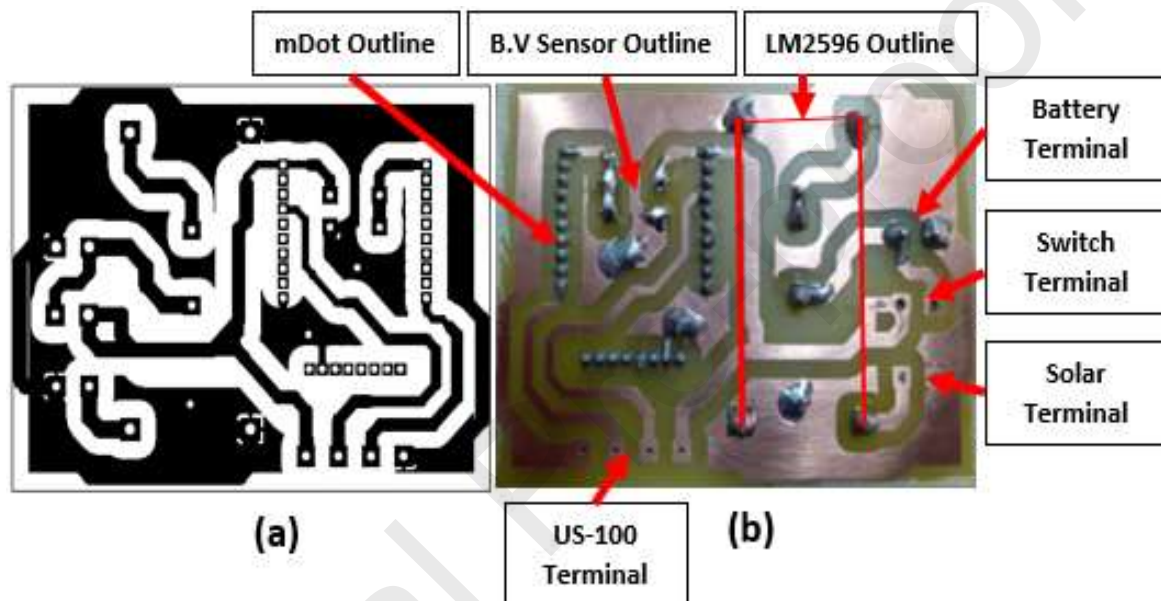 mDot Outline
B.V Sensor Outline
LM2596 Outline
Battery
Terminal
Switch
Terminal
Solar
Terminal
(a)
US-100
Terminal
(b)